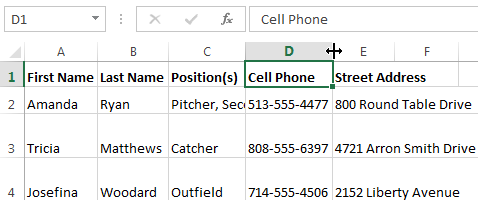 D1 Cell Phone
A B C D E F
1 First Name Last Name Position(s) Cell Phone Street Address
2 Amanda Ryan Pitcher, Sec 513-555-4477 800 Round Table Drive
3 Tricia Matthews Catcher 808-555-6397 4721 Arron Smith Drive
4 Josefina Woodard Outfield 714-555-4506 2152 Liberty Avenue